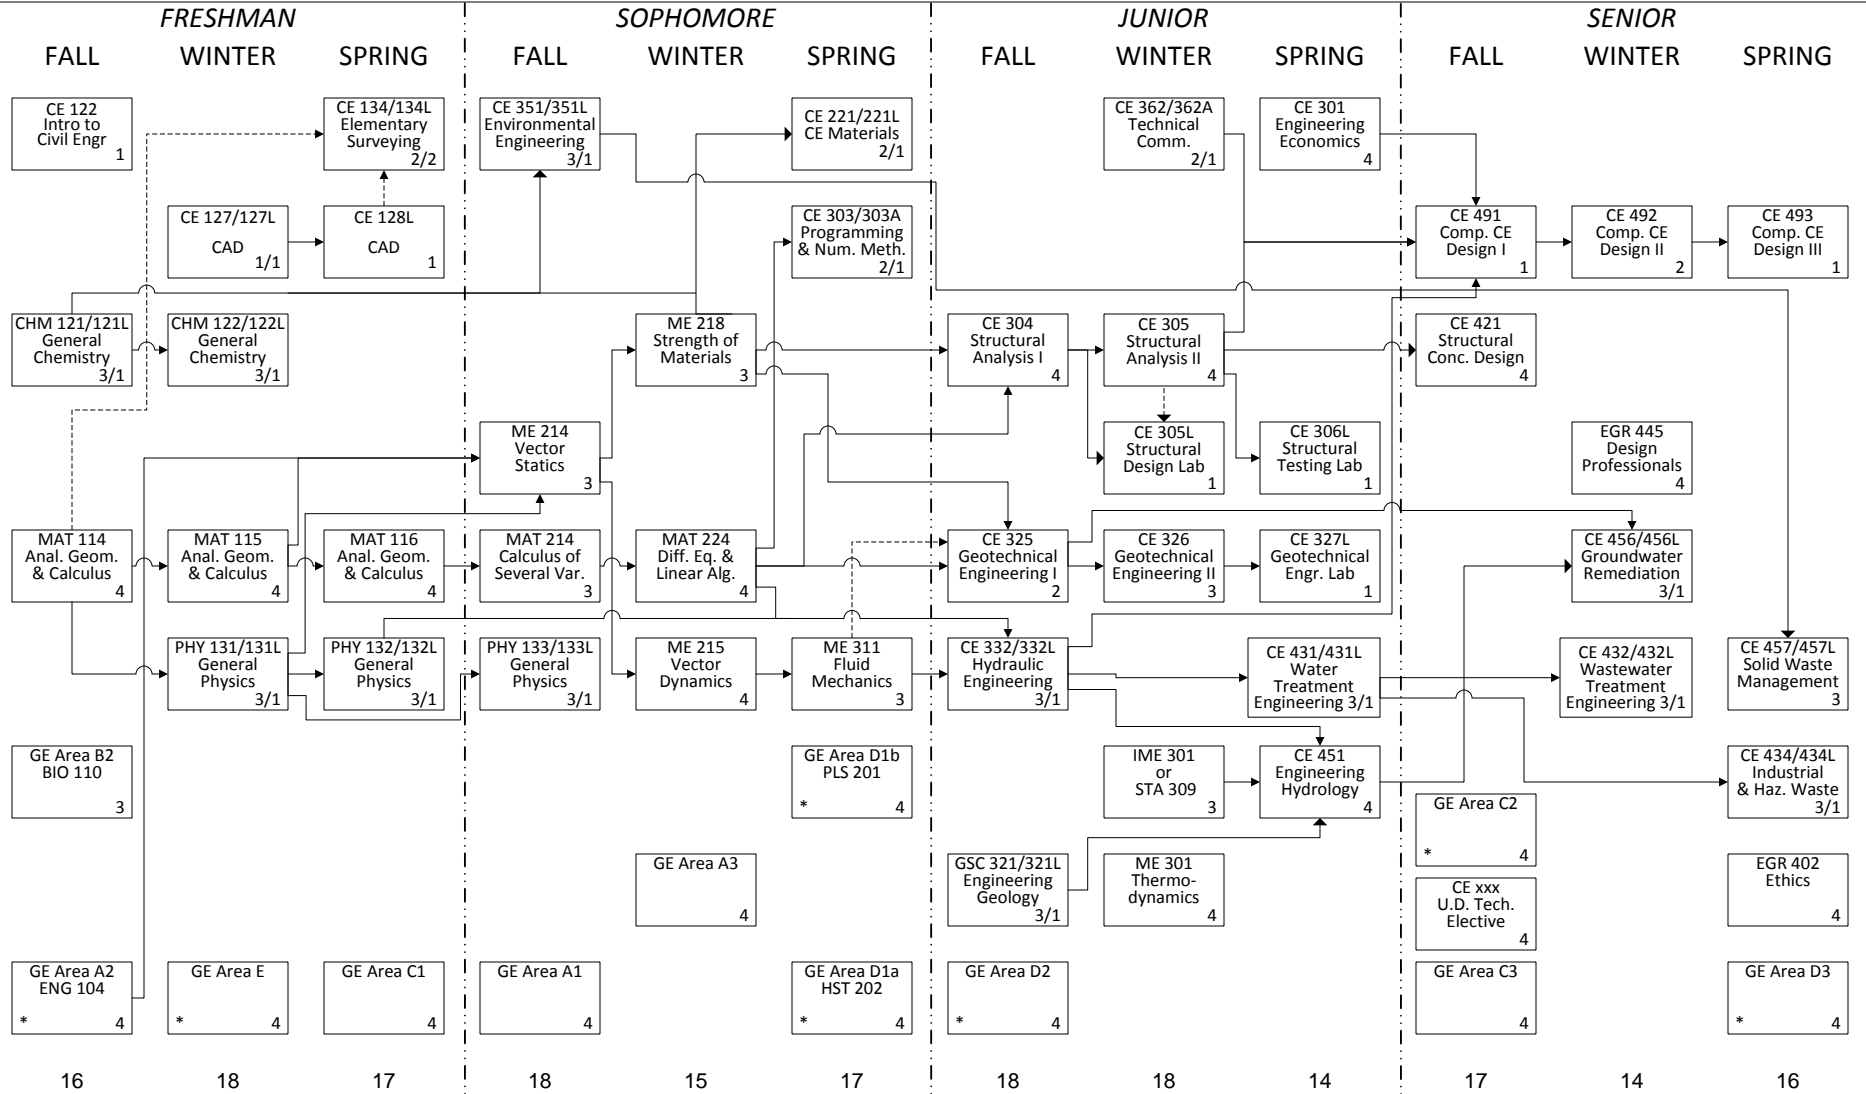 FRESHMAN
SOPHOMORE
JUNIOR
SENIOR
FALL
WINTER
SPRING
FALL
WINTER
SPRING
FALL
WINTER
SPRING
FALL
WINTER
SPRING
CE 122
Intro to
Civil Engr
1
CE 134/134L
Elementary
Surveying
2/2
CE 351/351L
Environmental
Engineering
3/1
CE 221/221L
CE Materials
2/1
CE 362/362A
Technical
Comm.
2/1
CE 301
Engineering
Economics
4
CE 127/127L
CAD
1/1
CE 128L
CAD
1
CE 303/303A
Programming
& Num. Meth.
2/1
CE 491
Comp. CE
Design I
1
CE 492
Comp. CE
Design II
2
CE 493
Comp. CE
Design III
1
CHM 121/121L
General
Chemistry
3/1
CHM 122/122L
General
Chemistry
3/1
ME 218
Strength of
Materials
3
CE 304
Structural
Analysis I
4
CE 305
Structural
Analysis II
4
CE 421
Structural
Conc. Design
4
ME 214
Vector
Statics
3
CE 305L
Structural
Design Lab
1
CE 306L
Structural
Testing Lab
1
EGR 445
Design
Professionals
4
MAT 114
Anal. Geom.
& Calculus
4
MAT 115
Anal. Geom.
& Calculus
4
MAT 116
Anal. Geom.
& Calculus
4
MAT 214
Calculus of
Several Var.
3
MAT 224
Diff. Eq. &
Linear Alg.
4
CE 325
Geotechnical
Engineering I
2
CE 326
Geotechnical
Engineering II
3
CE 327L
Geotechnical
Engr. Lab
1
CE 456/456L
Groundwater
Remediation
3/1
PHY 131/131L
General
Physics
3/1
PHY 132/132L
General
Physics
3/1
PHY 133/133L
General
Physics
3/1
ME 215
Vector
Dynamics
4
ME 311
Fluid
Mechanics
3
CE 332/332L
Hydraulic
Engineering
3/1
CE 431/431L
Water
Treatment
Engineering 3/1
CE 432/432L
Wastewater
Treatment
Engineering 3/1
CE 457/457L
Solid Waste
Management
3
GE Area B2
BIO 110
3
GE Area D1b
PLS 201
* 4
IME 301
or
STA 309
3
CE 451
Engineering
Hydrology
4
GE Area C2
* 4
CE 434/434L
Industrial
& Haz. Waste
3/1
GE Area A3
4
GSC 321/321L
Engineering
Geology
3/1
ME 301
Thermo-
dynamics
4
CE xxx
U.D. Tech.
Elective
4
EGR 402
Ethics
4
GE Area A2
ENG 104
* 4
GE Area E
* 4
GE Area C1
4
GE Area A1
4
GE Area D1a
HST 202
* 4
GE Area D2
* 4
GE Area C3
4
GE Area D3
* 4
16
18
17
18
15
17
18
18
14
17
14
16